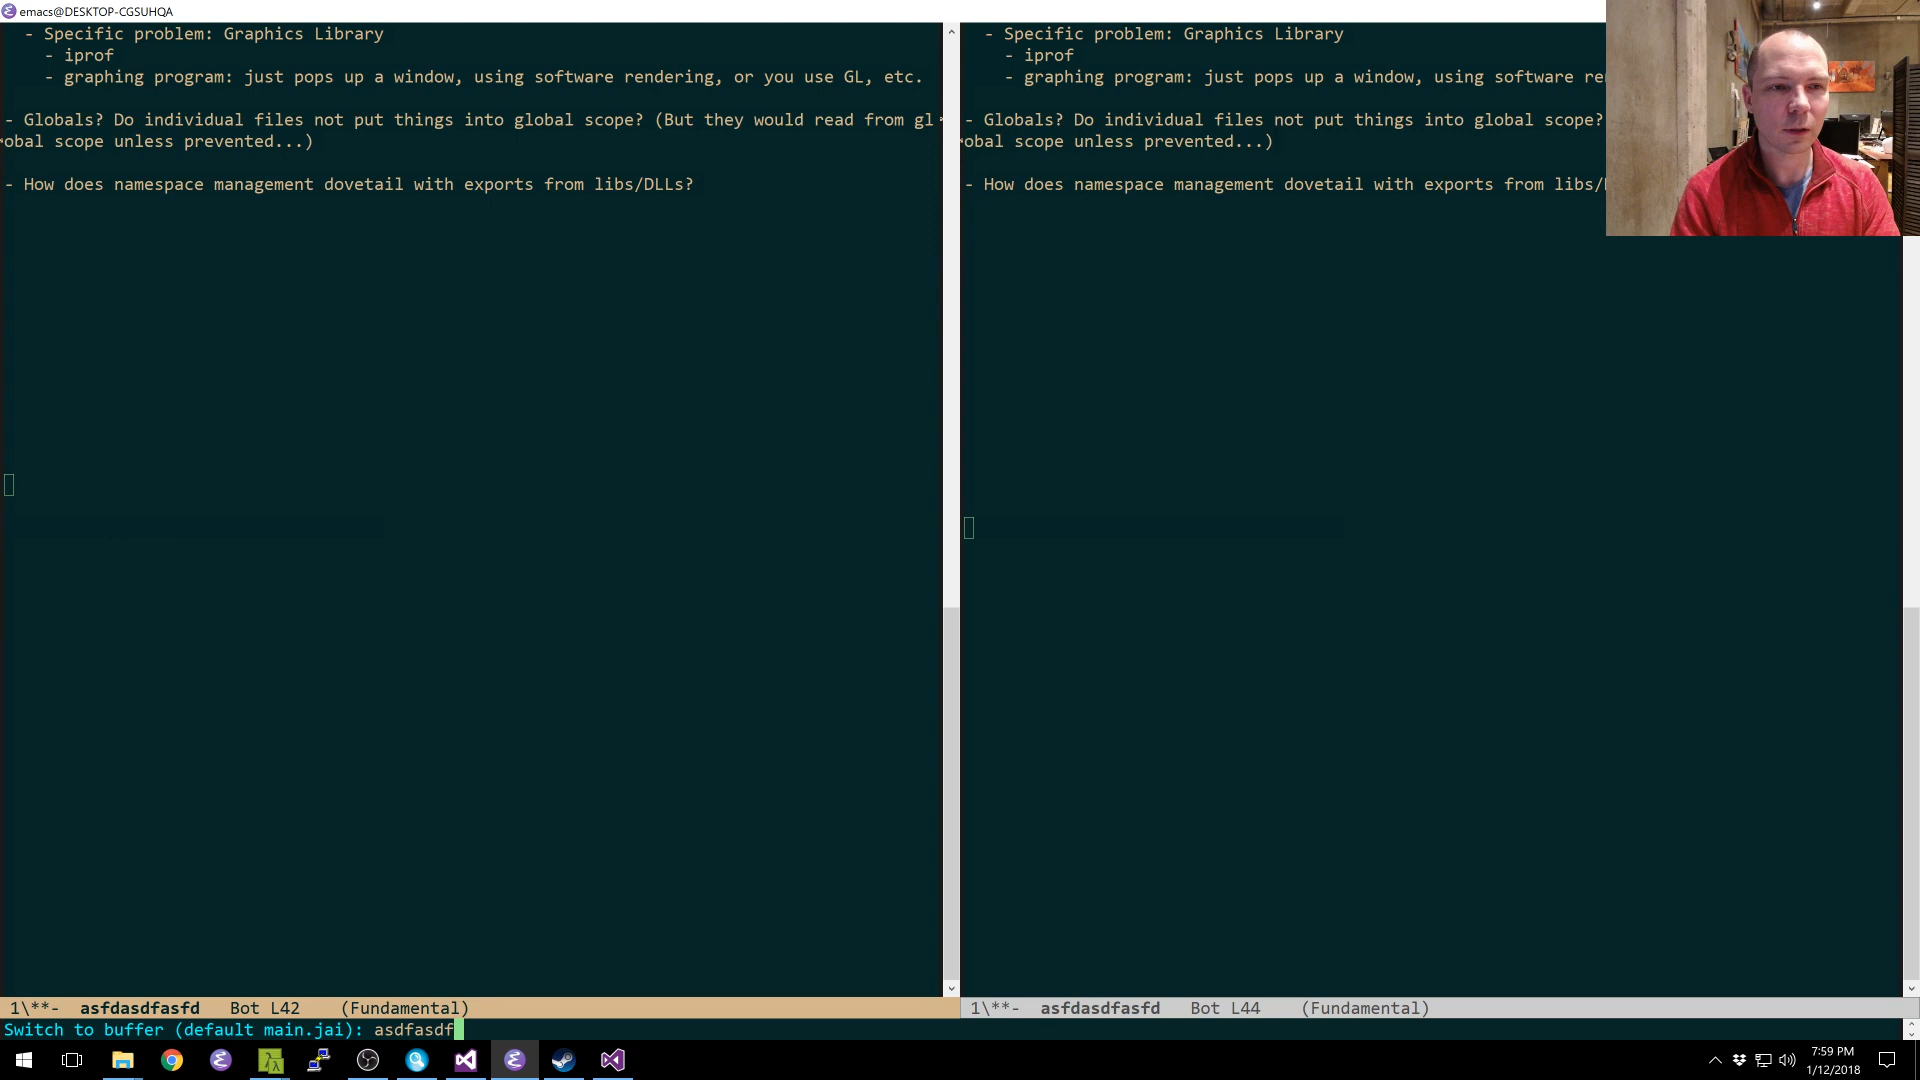 emacs@DESKTOP-CGSUHQA
- Specific problem: Graphics Library
- iprof
- graphing program: just pops up a window, using software rendering, or you use GL, etc.
- Globals? Do individual files not put things into global scope? (But they would read from gl
obal scope unless prevented...)
- How does namespace management dovetail with exports from libs/DLLs?
1\**- asfdasdfasfd Bot L42 (Fundamental)
- Specific problem: Graphics Library
- iprof
- graphing program: just pops up a window, using software re
- Globals? Do individual files not put things into global scope?
obal scope unless prevented...)
- How does namespace management dovetail with exports from libs/
1\**- asfdasdfasfd Bot L44 (Fundamental)
Switch to buffer (default main.jai): asdfasdf
7:59 PM
1/12/2018